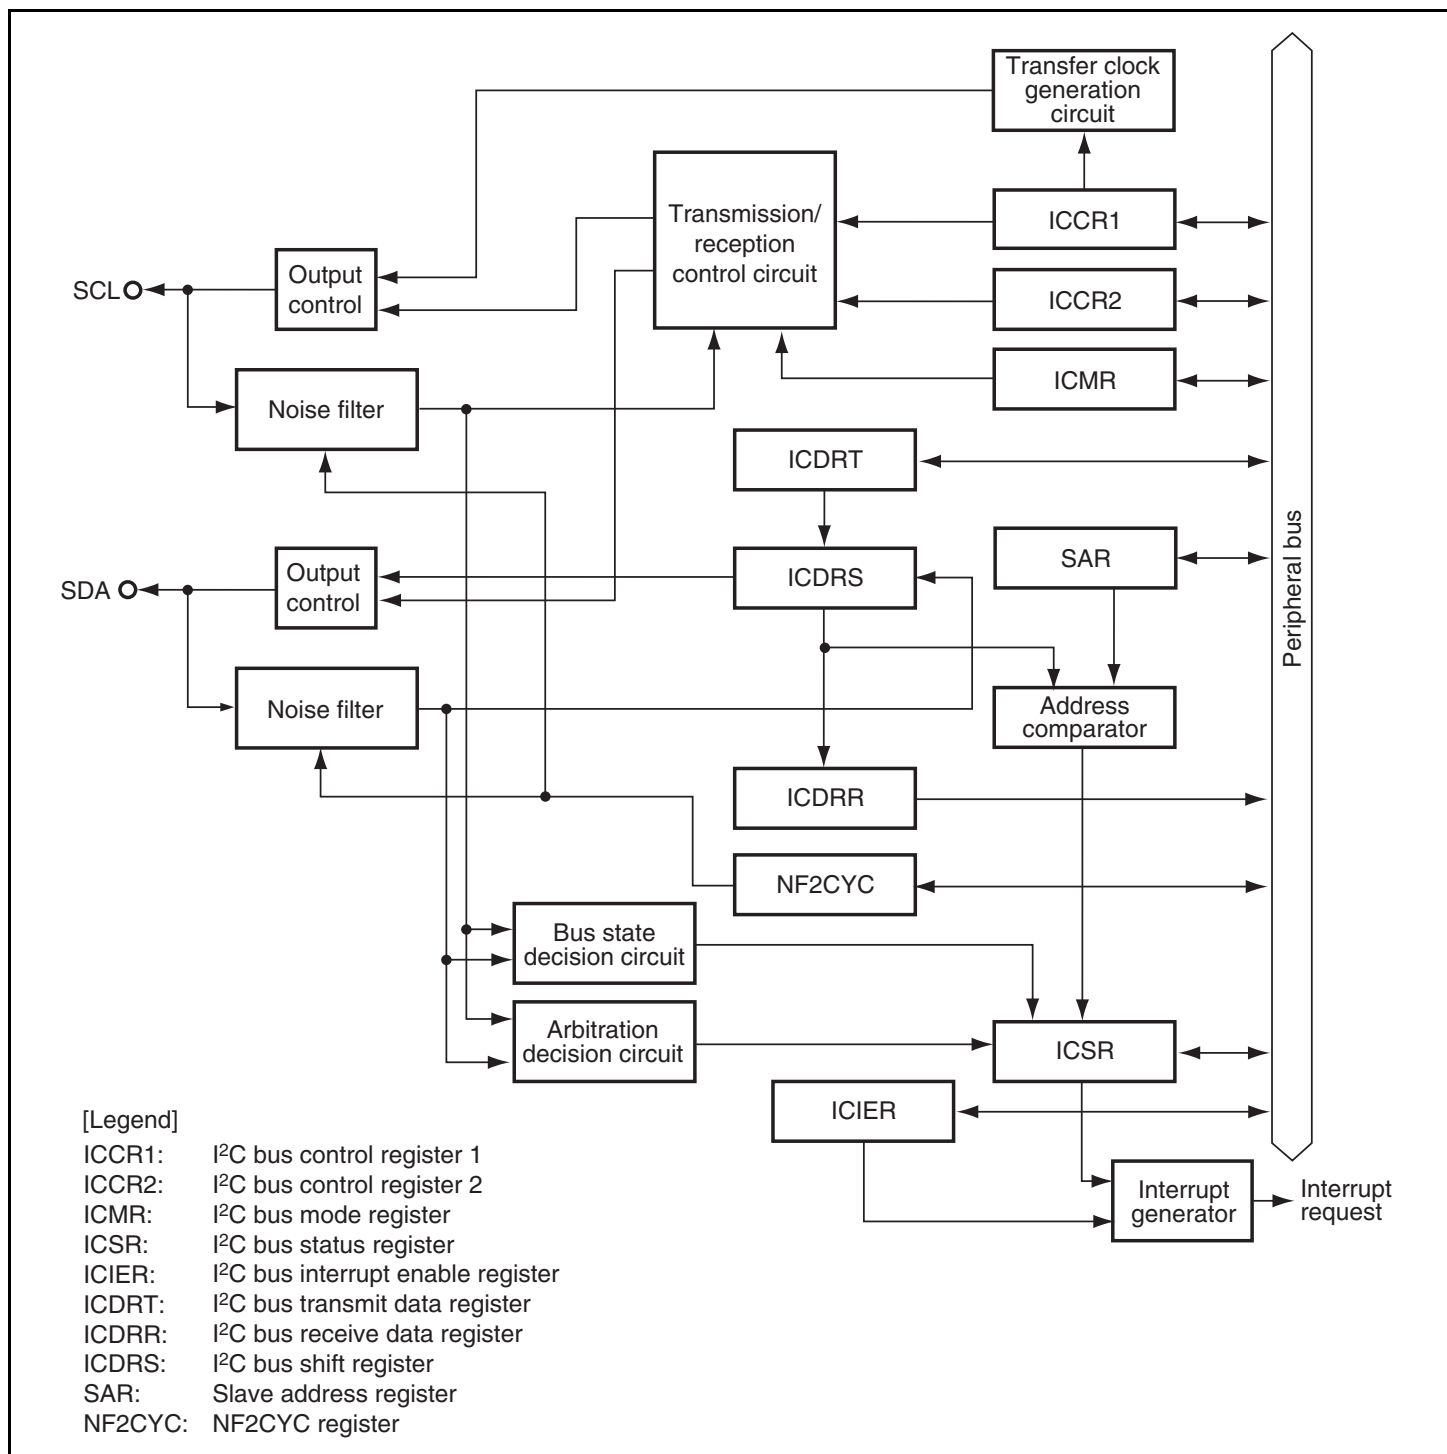 Transfer clock
generation
circuit
Transmission/
reception
control circuit
ICCR1
Output
control
SCL
ICCR2
ICMR
Noise filter
ICDRT
Peripheral bus
SAR
Output
control
ICDRS
SDA
Noise filter
Address
comparator
ICDRR
NF2CYC
Bus state
decision circuit
Arbitration
decision circuit
ICSR
ICIER
Interrupt
generator
Interrupt
request
[Legend]
ICCR1: I²C bus control register 1
ICCR2: I²C bus control register 2
ICMR: I²C bus mode register
ICSR: I²C bus status register
ICIER: I²C bus interrupt enable register
ICDRT: I²C bus transmit data register
ICDRR: I²C bus receive data register
ICDRS: I²C bus shift register
SAR: Slave address register
NF2CYC: NF2CYC register